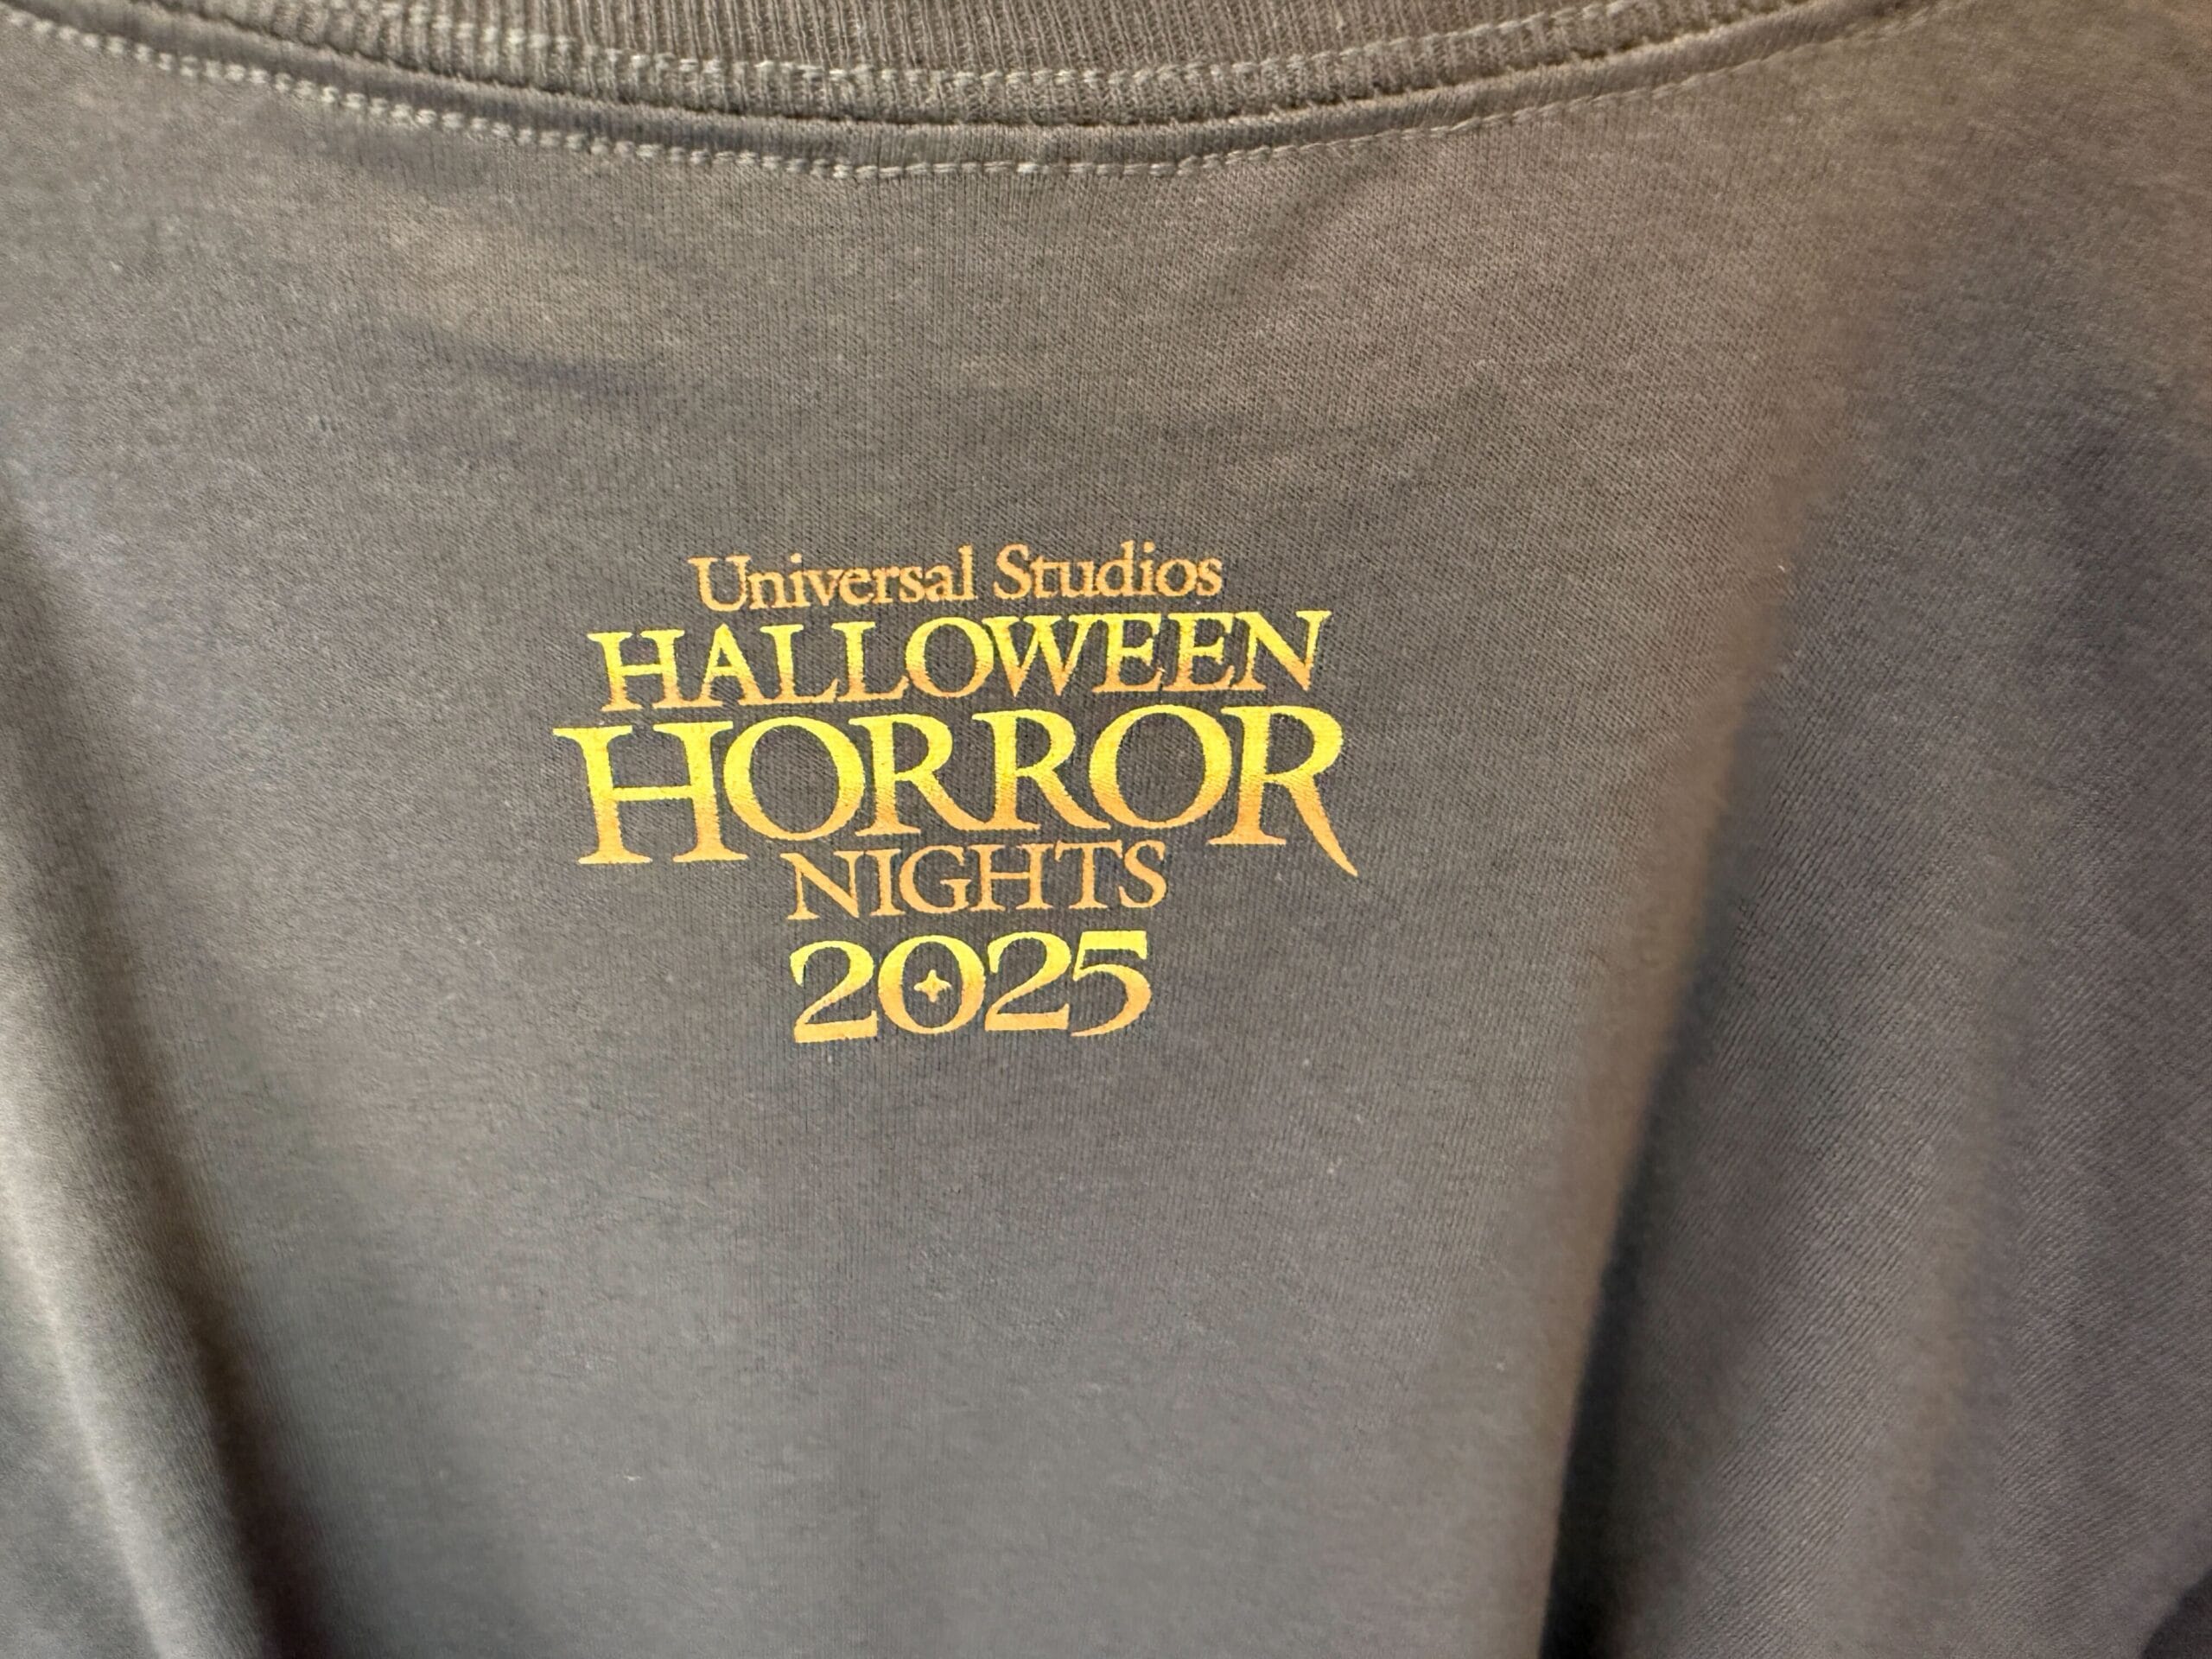 Universal Studios
HALLOWEEN
HORROR
NIGHTS
2025